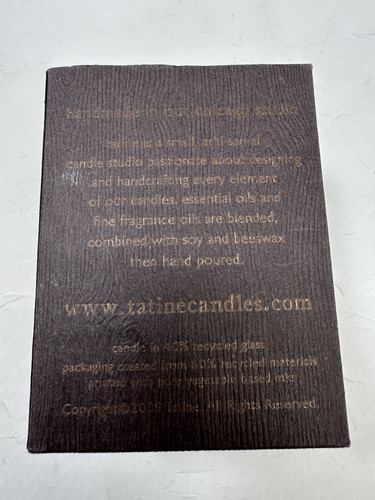 handmade in our chicago studio
tatine is a small, artisanal
candle studio passionate about designing
and handcrafting every element
of our candles. essential oils and
fine fragrance oils are blended,
combined with soy and beeswax
then hand poured.
www.tatinecandles.com
candle in 40% recycled glass
packaging created from 60% recycled materials
printed with pure vegetable based inks
Copyright©2009 Tatine. All Rights Reserved.